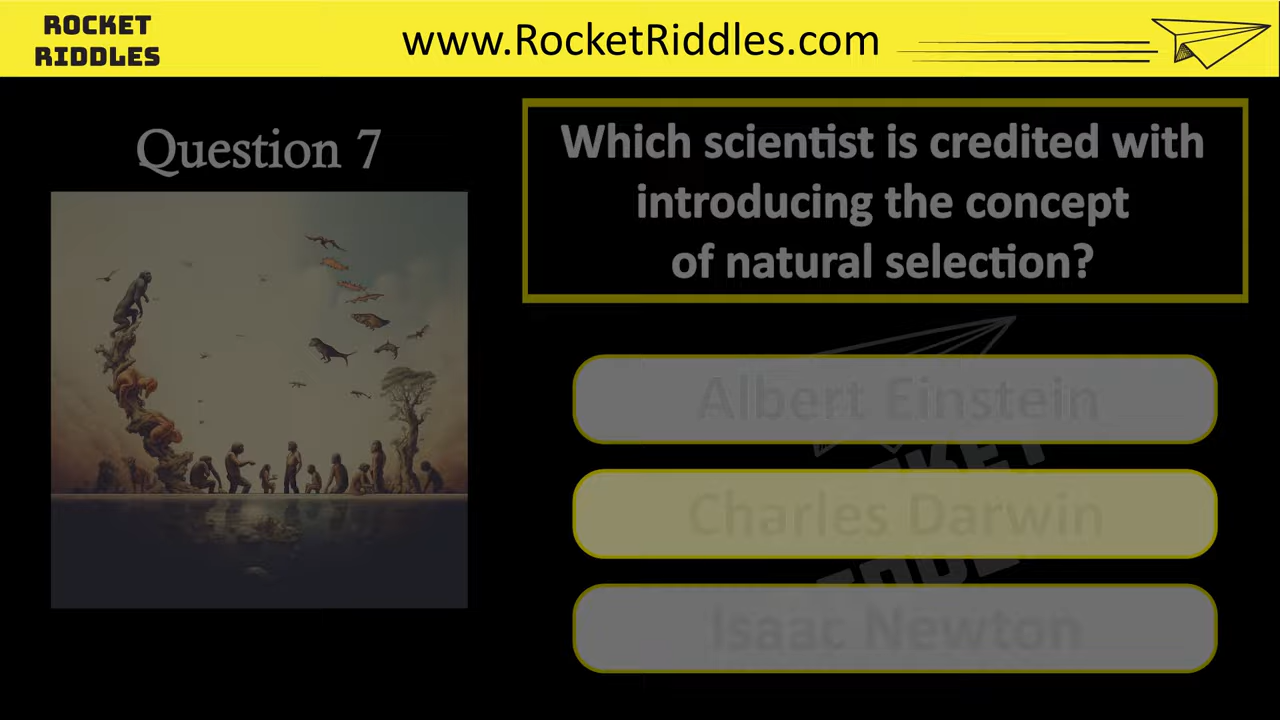 ROCKET
RIDDLES
www.RocketRiddles.com
Question 7
Which scientist is credited with
introducing the concept
of natural selection?
Albert Einstein
Charles Darwin
Isaac Newton